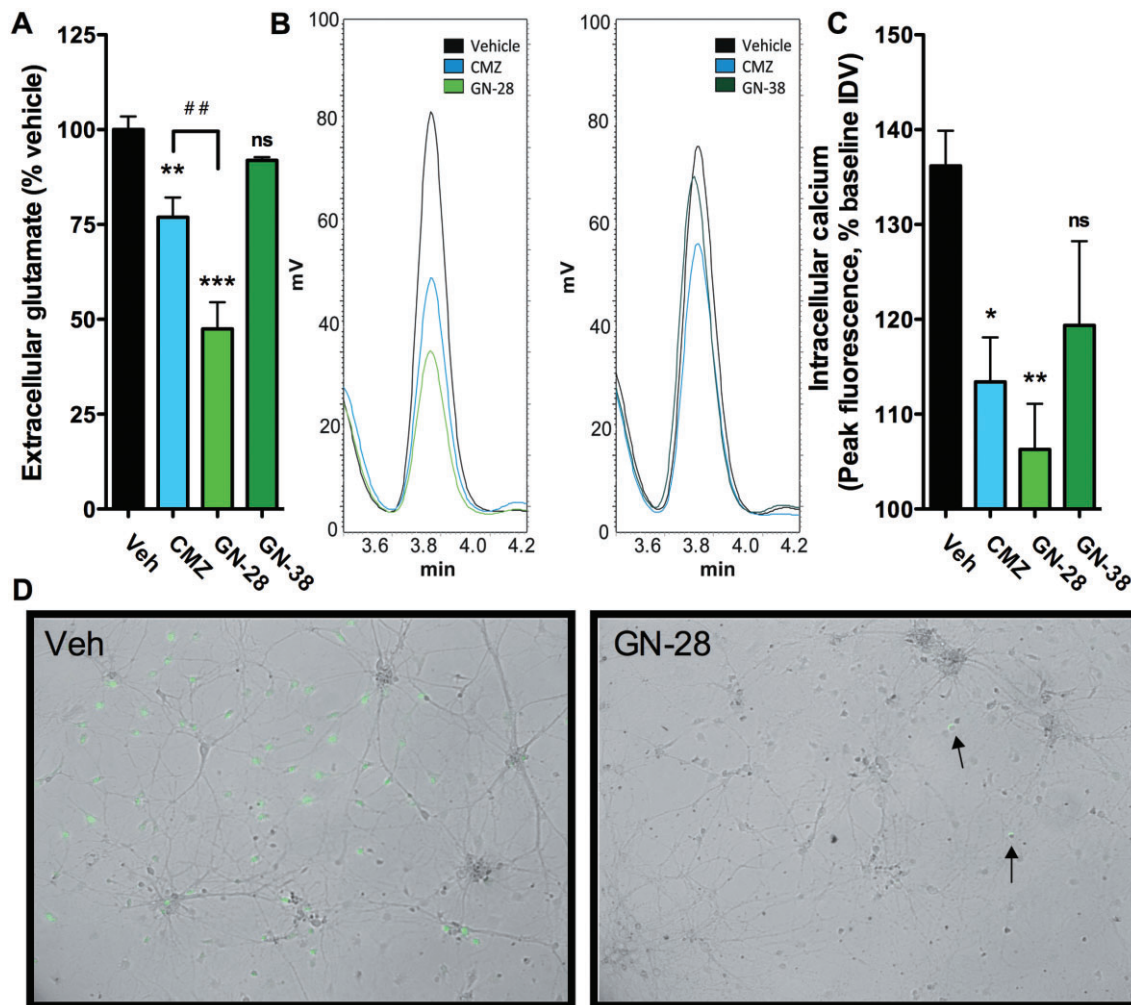 A
Extracellular glutamate (% vehicle)
125
100
75
50
25
0
**
##
***
ns
Veh
CMZ
GN-28
GN-38
B
mV
100
80
60
40
20
0
Vehicle
CMZ
GN-28
3.6 3.8 4.0 4.2
min
mV
100
80
60
40
20
0
Vehicle
CMZ
GN-38
3.6 3.8 4.0 4.2
min
C
Intracellular calcium
(Peak fluorescence, % baseline IDV)
150
140
130
120
110
100
*
**
ns
Veh
CMZ
GN-28
GN-38
D
Veh
GN-28